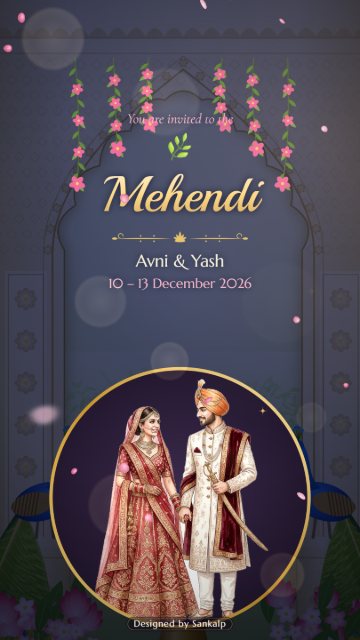 You are invited to the
Mehendi
Avni & Yash
10 – 13 December 2026
Designed by Sankalp